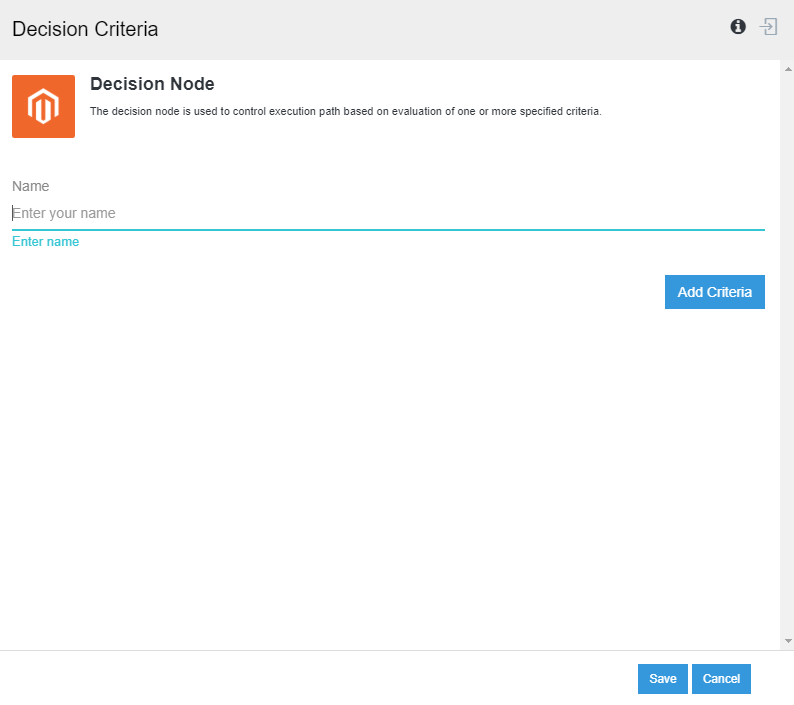 Decision Criteria
Decision Node
The decision node is used to control execution path based on evaluation of one or more specified criteria.
Name
Enter your name
Enter name
Add Criteria
Save
Cancel